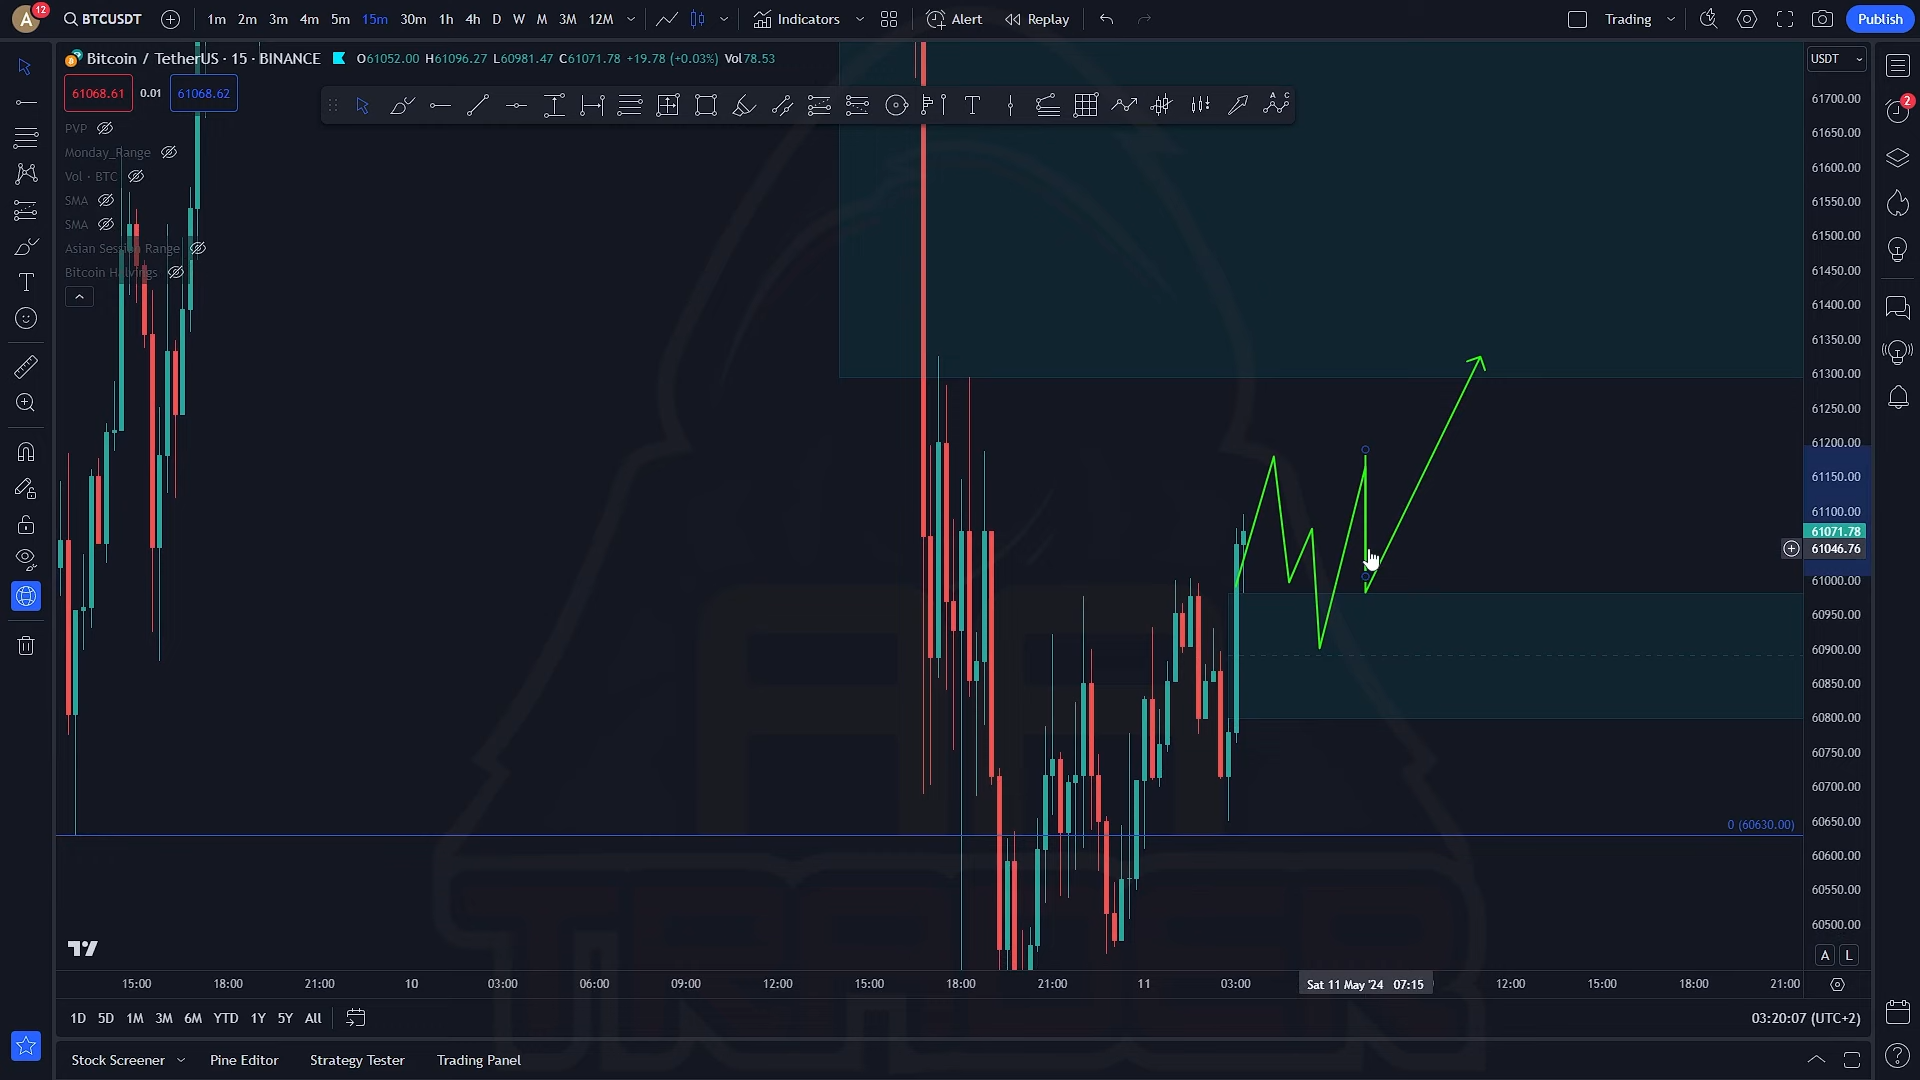 A 12 BTCUSDT 1m 2m 3m 4m 5m 15m 30m 1h 4h D W M 3M 12M Indicators Alert Replay Trading Publish
Bitcoin / TetherUS · 15 · BINANCE O61052.00 H61096.27 L60981.47 C61071.78 +19.78 (+0.03%) Vol78.53
USDT
61068.61 0.01 61068.62
PVP
Monday_Range
Vol · BTC
SMA
SMA
Asian Session Range
Bitcoin Halvings
2
61700.00
61650.00
61600.00
61550.00
61500.00
61450.00
61400.00
61350.00
61300.00
61250.00
61200.00
61150.00
61100.00
61071.78
61046.76
61000.00
60950.00
60900.00
60850.00
60800.00
60750.00
60700.00
60650.00
60600.00
60550.00
60500.00
0 (60630.00)
A L
AA
TRADER
15:00 18:00 21:00 10 03:00 06:00 09:00 12:00 15:00 18:00 21:00 11 03:00 Sat 11 May '24 07:15 12:00 15:00 18:00 21:00
1D 5D 1M 3M 6M YTD 1Y 5Y All 03:20:07 (UTC+2)
Stock Screener Pine Editor Strategy Tester Trading Panel